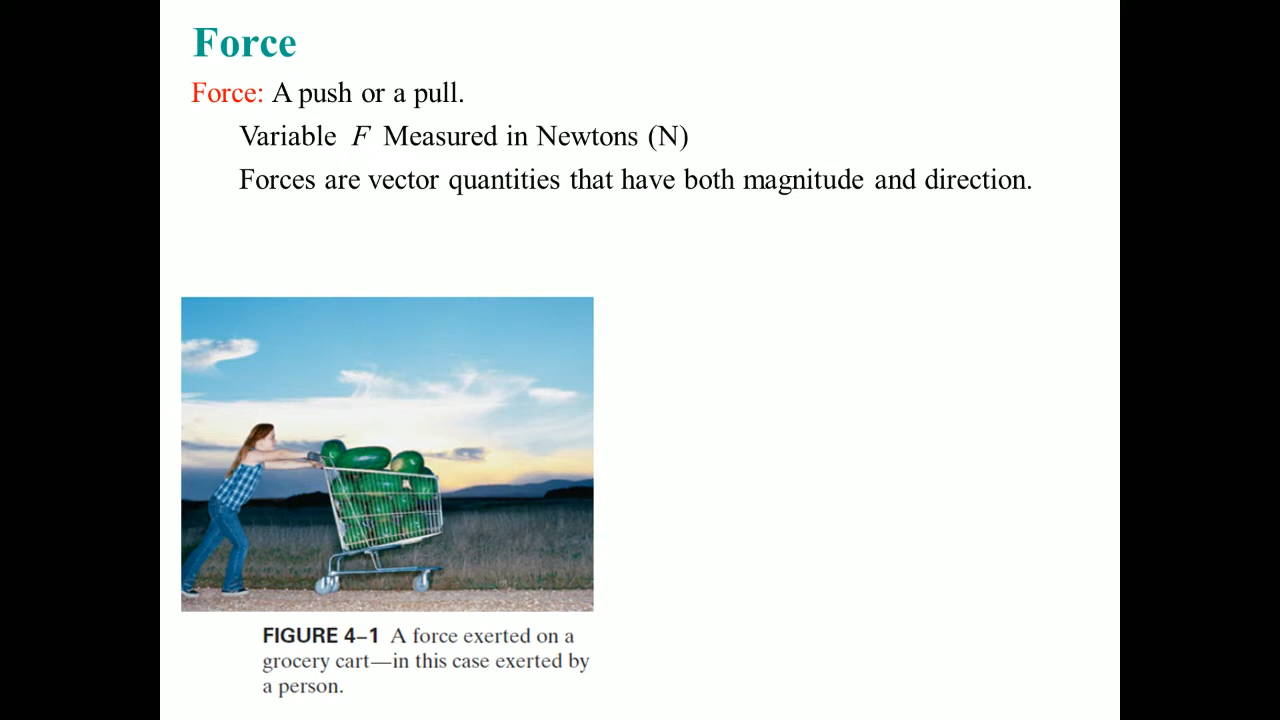 Force
Force: A push or a pull.
Variable F Measured in Newtons (N)
Forces are vector quantities that have both magnitude and direction.
FIGURE 4–1 A force exerted on a
grocery cart—in this case exerted by
a person.